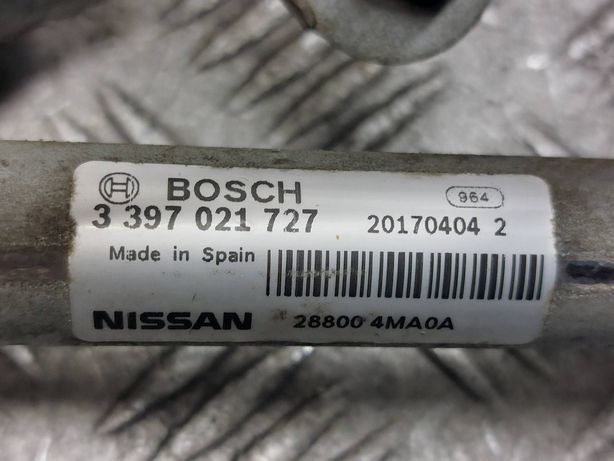 BOSCH 964
3 397 021 727 20170404 2
Made in Spain
NISSAN 28800 4MA0A